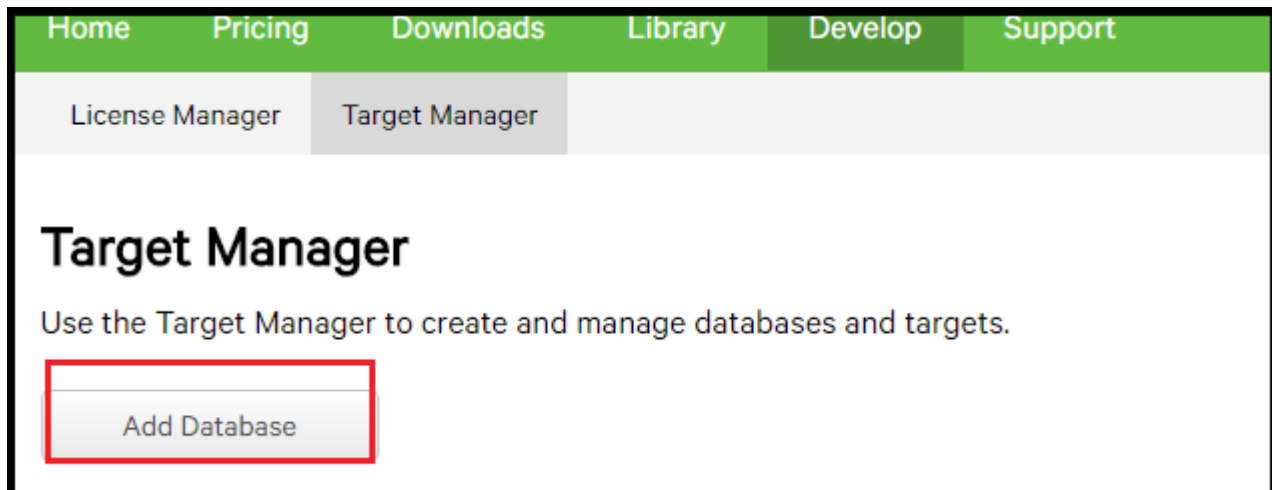 Home Pricing Downloads Library Develop Support
License Manager Target Manager
Target Manager
Use the Target Manager to create and manage databases and targets.
Add Database